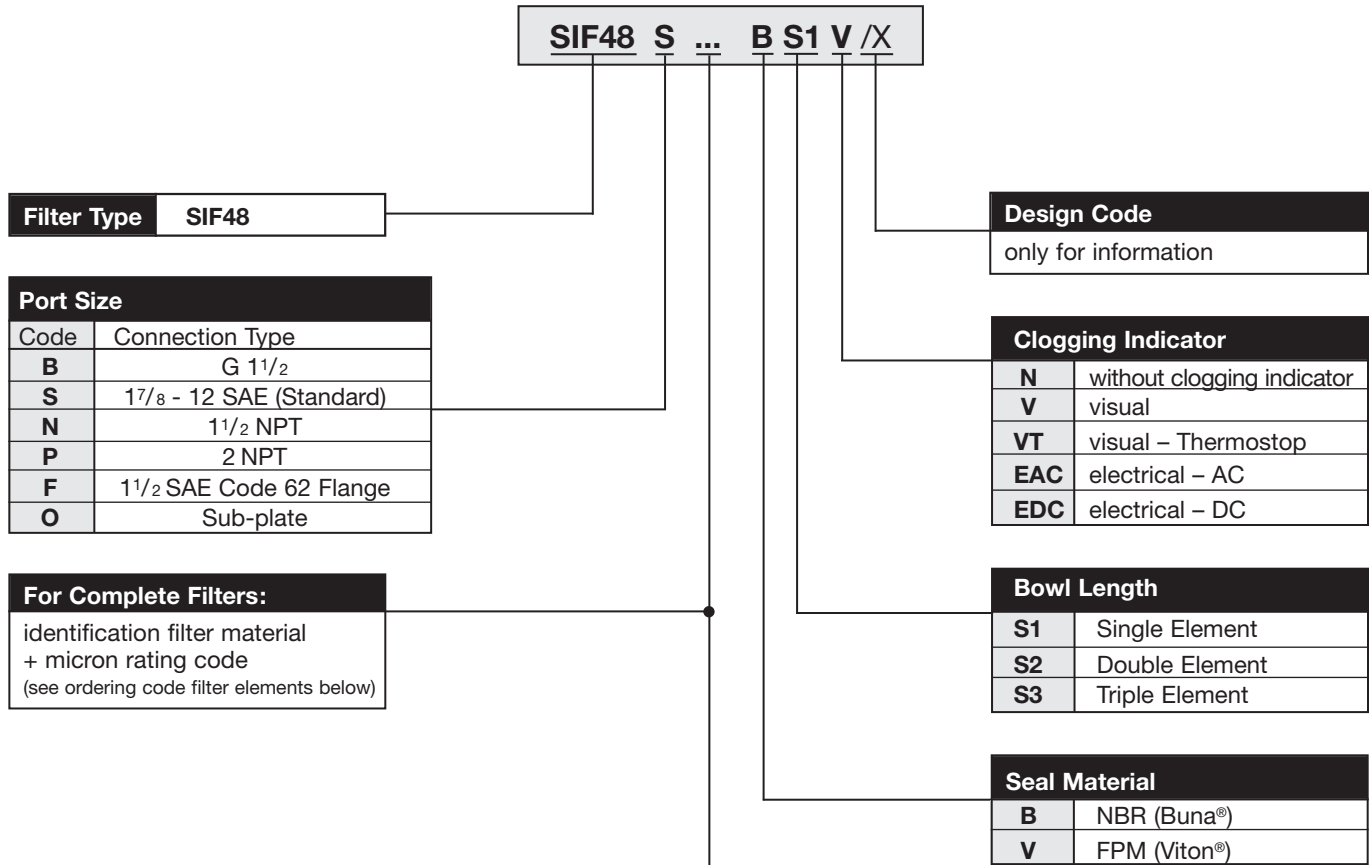 SIF48 S ... B S1 V /X
Filter Type SIF48
Port Size
Code Connection Type
B G 1 1/2
S 1 7/8 - 12 SAE (Standard)
N 1 1/2 NPT
P 2 NPT
F 1 1/2 SAE Code 62 Flange
O Sub-plate
For Complete Filters:
identification filter material
+ micron rating code
(see ordering code filter elements below)
Design Code
only for information
Clogging Indicator
N without clogging indicator
V visual
VT visual – Thermostop
EAC electrical – AC
EDC electrical – DC
Bowl Length
S1 Single Element
S2 Double Element
S3 Triple Element
Seal Material
B NBR (Buna®)
V FPM (Viton®)